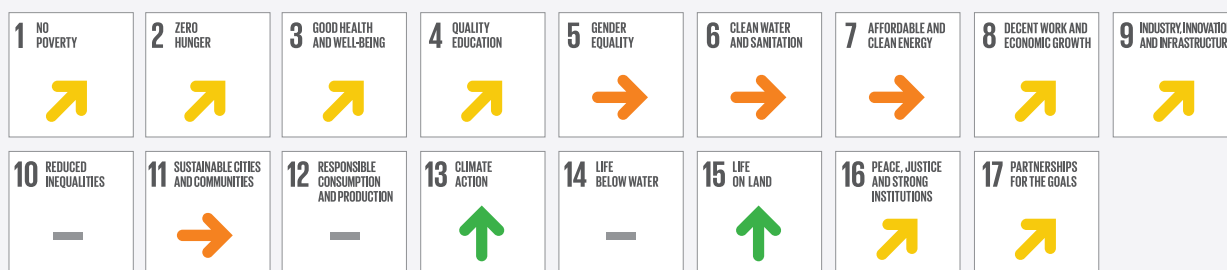 1 NO
POVERTY
2 ZERO
HUNGER
3 GOOD HEALTH
AND WELL-BEING
4 QUALITY
EDUCATION
5 GENDER
EQUALITY
6 CLEAN WATER
AND SANITATION
7 AFFORDABLE AND
CLEAN ENERGY
8 DECENT WORK AND
ECONOMIC GROWTH
9 INDUSTRY, INNOVATIO
AND INFRASTRUCTUR
10 REDUCED
INEQUALITIES
11 SUSTAINABLE CITIES
AND COMMUNITIES
12 RESPONSIBLE
CONSUMPTION
AND PRODUCTION
13 CLIMATE
ACTION
14 LIFE
BELOW WATER
15 LIFE
ON LAND
16 PEACE, JUSTICE
AND STRONG
INSTITUTIONS
17 PARTNERSHIPS
FOR THE GOALS